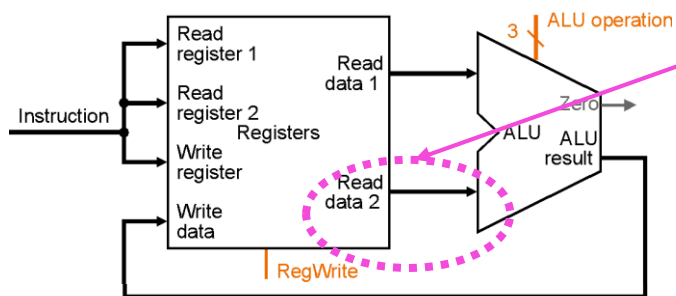 Read
register 1
Read
register 2
Registers
Write
register
Write
data
Instruction
Read
data 1
Read
data 2
RegWrite
3
ALU operation
Zero
ALU
ALU
result